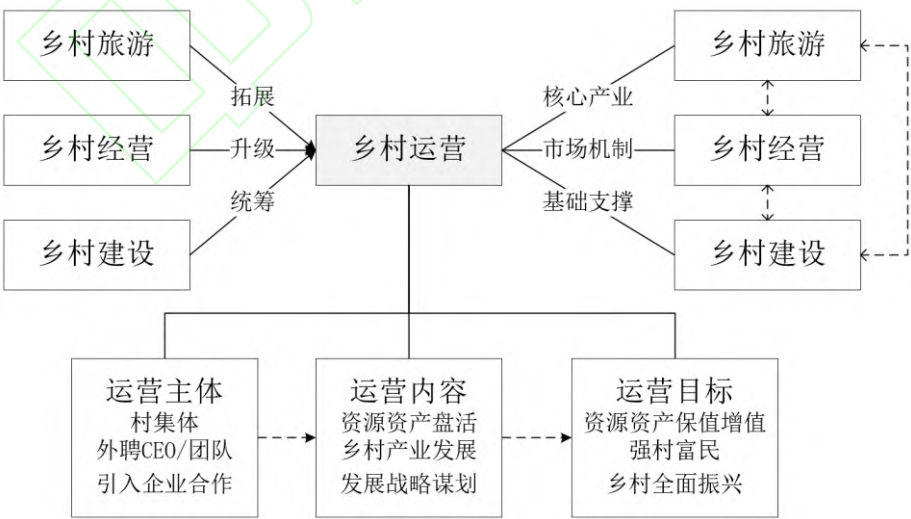 乡村旅游
乡村旅游
拓展
核心产业
乡村经营
升级
乡村运营
市场机制
乡村经营
统筹
基础支撑
乡村建设
乡村建设
运营主体
村集体
外聘CEO/团队
引入企业合作
运营内容
资源资产盘活
乡村产业发展
发展战略谋划
运营目标
资源资产保值增值
强村富民
乡村全面振兴